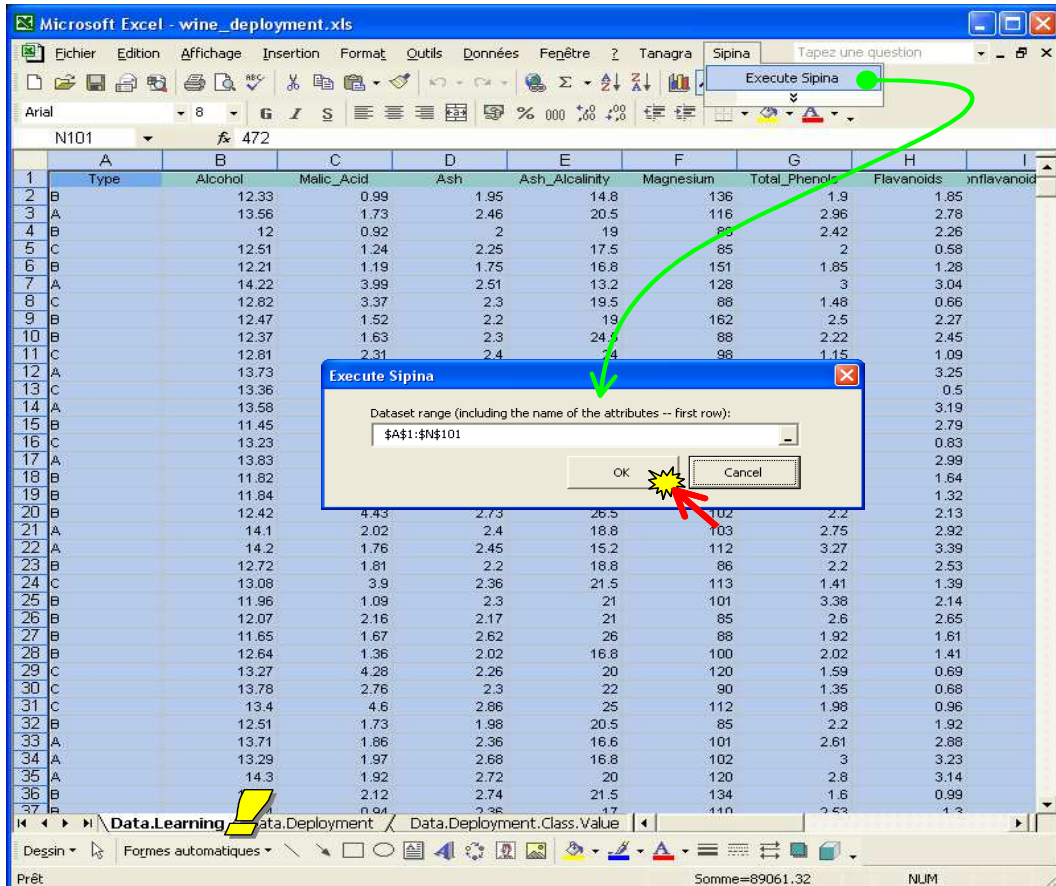 Microsoft Excel - wine_deployment.xls
Fichier Edition Affichage Insertion Format Outils Données Fenêtre ? Tanagra Sipina Tapez une question
Execute Sipina
Arial 8 G I S % 000
N101 fx 472
A B C D E F G H I
1 Type Alcohol Malic_Acid Ash Ash_Alcalinity Magnesium Total_Phenols Flavanoids onflavanoid
2 B 12.33 0.99 1.95 14.8 136 1.9 1.85
3 A 13.56 1.73 2.46 20.5 116 2.96 2.78
4 B 12 0.92 2 19 2.42 2.26
5 C 12.51 1.24 2.25 17.5 85 2 0.58
6 B 12.21 1.19 1.75 16.8 151 1.85 1.28
7 A 14.22 3.99 2.51 13.2 128 3 3.04
8 C 12.82 3.37 2.3 19.5 88 1.48 0.66
9 B 12.47 1.52 2.2 19 162 2.5 2.27
10 B 12.37 1.63 2.3 88 2.22 2.45
11 C 12.81 2.31 2.4 24 98 1.15 1.09
12 A 13.73 3.25
13 C 13.36 0.5
14 A 13.58 3.19
15 B 11.45 2.79
16 C 13.23 0.83
17 A 13.83 2.99
18 B 11.82 1.64
19 B 11.84 1.32
Execute Sipina
Dataset range (including the name of the attributes -- first row):
$A$1:$N$101
OK Cancel
20 B 12.42 4.43 2.73 26.5 102 2.2 2.13
21 A 14.1 2.02 2.4 18.8 103 2.75 2.92
22 A 14.2 1.76 2.45 15.2 112 3.27 3.39
23 B 12.72 1.81 2.2 18.8 86 2.2 2.53
24 C 13.08 3.9 2.36 21.5 113 1.41 1.39
25 B 11.96 1.09 2.3 21 101 3.38 2.14
26 B 12.07 2.16 2.17 21 85 2.6 2.65
27 B 11.65 1.67 2.62 26 88 1.92 1.61
28 B 12.64 1.36 2.02 16.8 100 2.02 1.41
29 C 13.27 4.28 2.26 20 120 1.59 0.69
30 C 13.78 2.76 2.3 22 90 1.35 0.68
31 C 13.4 4.6 2.86 25 112 1.98 0.96
32 B 12.51 1.73 1.98 20.5 85 2.2 1.92
33 A 13.71 1.86 2.36 16.6 101 2.61 2.88
34 A 13.29 1.97 2.68 16.8 102 3 3.23
35 A 14.3 1.92 2.72 20 120 2.8 3.14
36 B 2.12 2.74 21.5 134 1.6 0.99
37 B 0.94 2.36 17 110 2.53 1.3
Data.Learning ata.Deployment Data.Deployment.Class.Value
Dessin Formes automatiques
Prêt Somme=89061.32 NUM